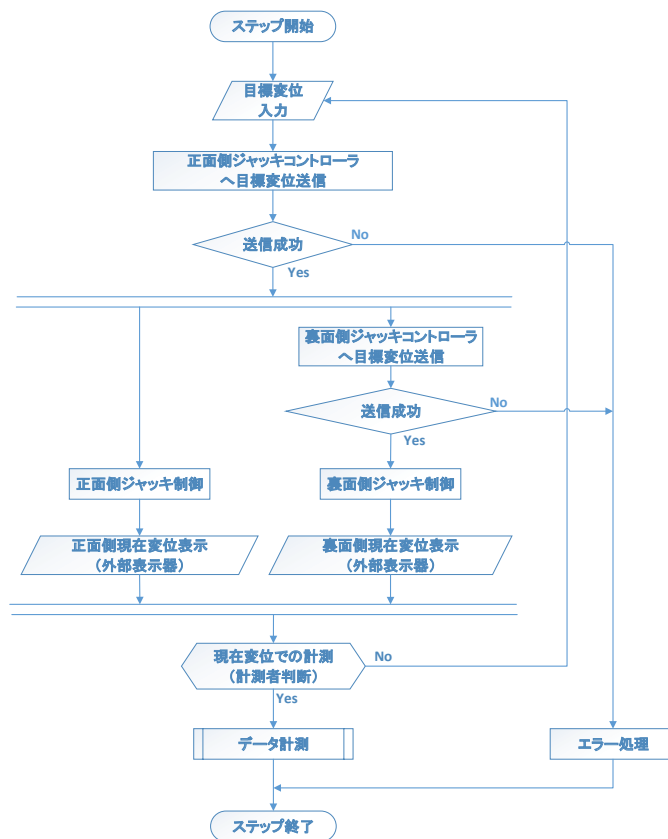 ステップ開始
目標変位
入力
正面側ジャッキコントローラ
へ目標変位送信
送信成功
No
Yes
裏面側ジャッキコントローラ
へ目標変位送信
送信成功
No
Yes
正面側ジャッキ制御
裏面側ジャッキ制御
正面側現在変位表示
（外部表示器）
裏面側現在変位表示
（外部表示器）
現在変位での計測
（計測者判断）
No
Yes
データ計測
エラー処理
ステップ終了